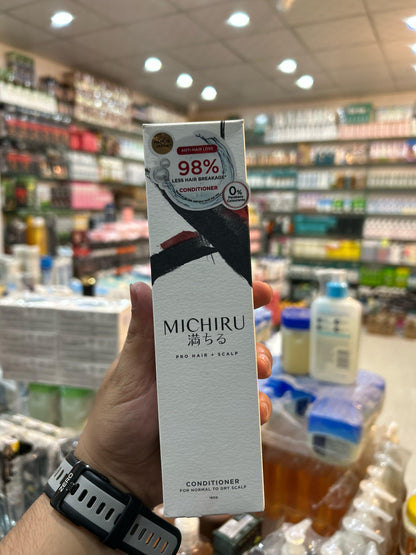 ANTI-HAIR LOSS
98%
LESS HAIR BREAKAGE
CONDITIONER
0%
MICHIRU
満ちる
PRO HAIR + SCALP
CONDITIONER
FOR NORMAL TO DRY SCALP
ZERO